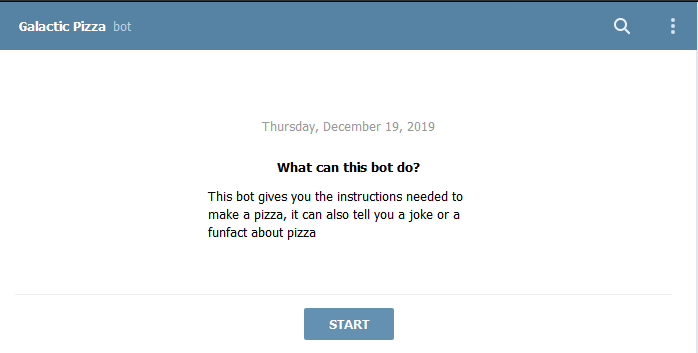 Galactic Pizza bot
Thursday, December 19, 2019
What can this bot do?
This bot gives you the instructions needed to
make a pizza, it can also tell you a joke or a
funfact about pizza
START